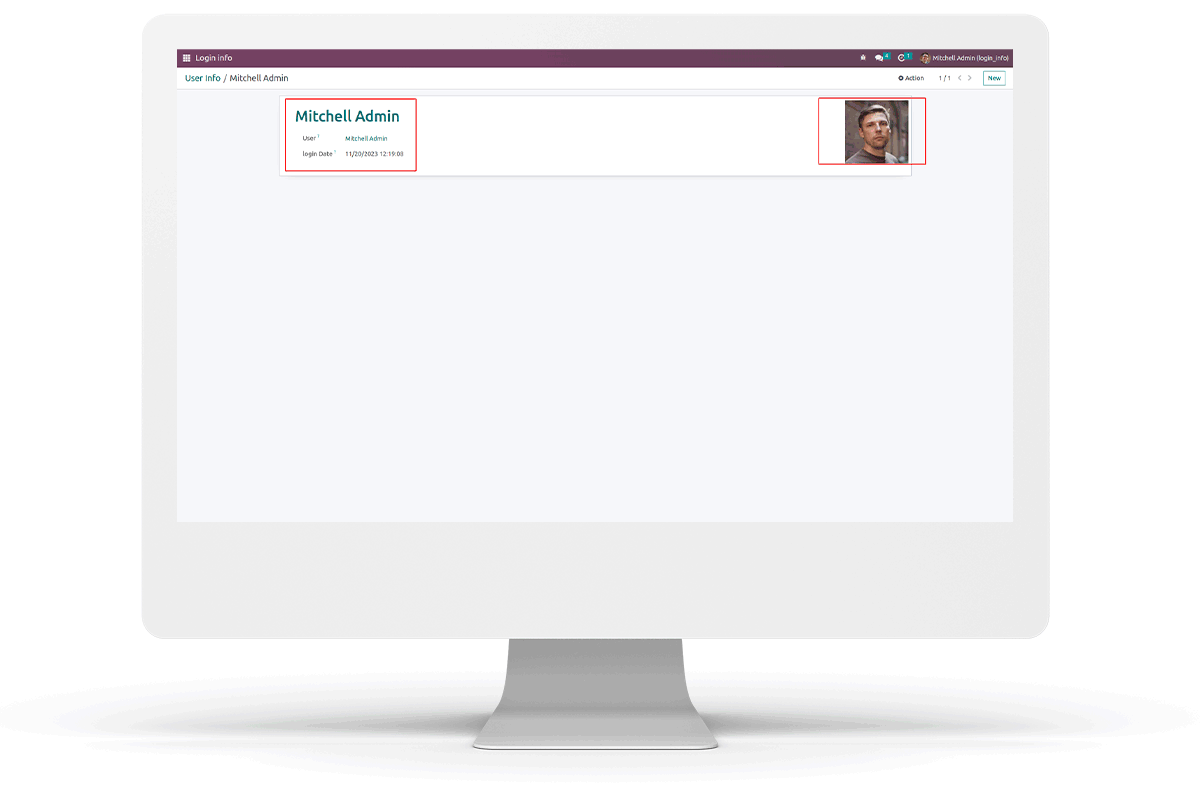 Login info
4
1
Mitchell Admin (login_info)
User Info / Mitchell Admin
Action
1 / 1
New
Mitchell Admin
User ?
Mitchell Admin
login Date ?
11/20/2023 12:19:08